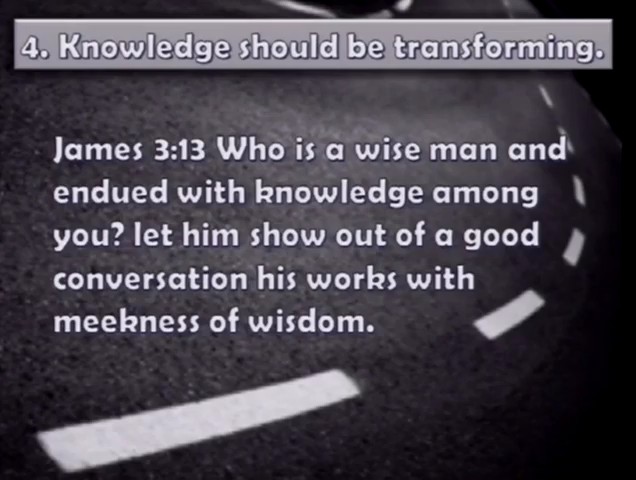 4. Knowledge should be transforming.
James 3:13 Who is a wise man and
endued with knowledge among
you? let him show out of a good
conversation his works with
meekness of wisdom.